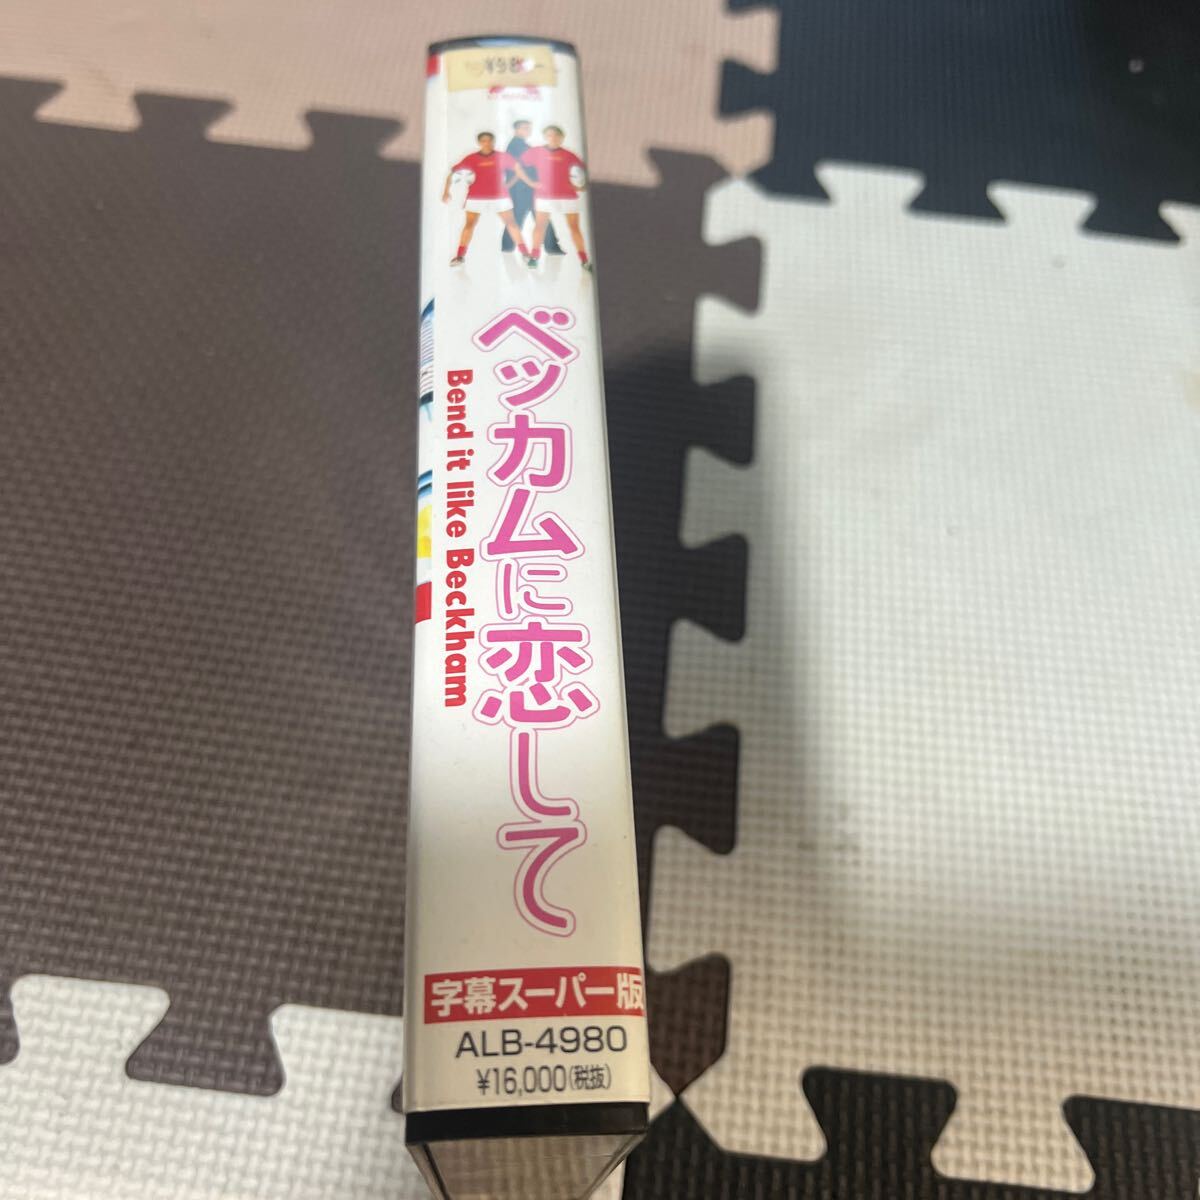 ベッカムに恋して
Bend it like Beckham
字幕スーパー版
ALB-4980
¥16,000(税抜)